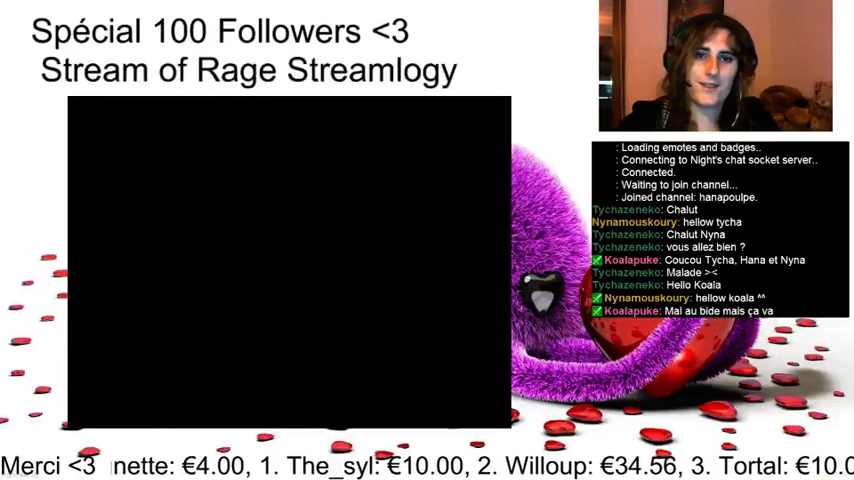 Spécial 100 Followers <3
Stream of Rage Streamlogy
: Loading emotes and badges..
: Connecting to Night's chat socket server..
: Connected.
: Waiting to join channel...
: Joined channel: hanapoulpe.
Tychazeneko: Chalut
Nynamouskoury: hellow tycha
Tychazeneko: Chalut Nyna
Tychazeneko: vous allez bien ?
Koalapuke: Coucou Tycha, Hana et Nyna
Tychazeneko: Malade ><
Tychazeneko: Hello Koala
Nynamouskoury: hellow koala ^^
Koalapuke: Mal au bide mais ça va
Merci <3 nette: €4.00, 1. The_syl: €10.00, 2. Willoup: €34.56, 3. Tortal: €10.0